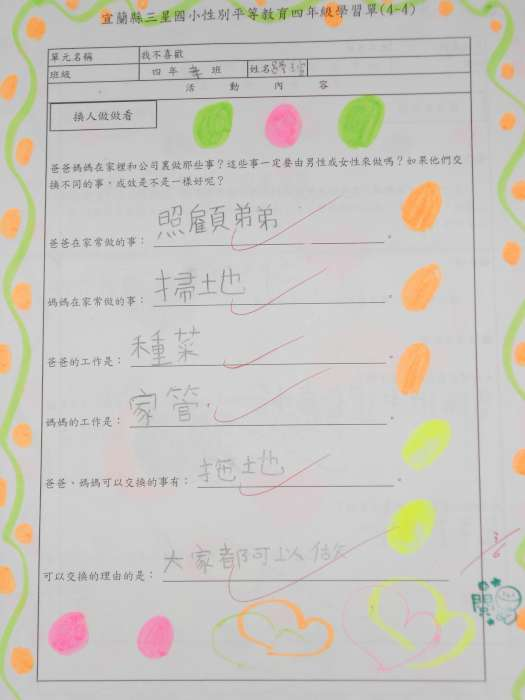 宜蘭縣三星國小性別平等教育四年級學習單(4-4)
單元名稱 我不喜歡
班級 四 年 班 姓名
活 動 內 容
換人做做看
爸爸媽媽在家裡和公司裏做那些事？這些事一定要由男性或女性來做嗎？如果他們交
換不同的事，成效是不是一樣好呢？
爸爸在家常做的事： 照顧弟弟。
媽媽在家常做的事： 掃地。
爸爸的工作是： 種菜。
媽媽的工作是： 家管。
爸爸、媽媽可以交換的事有： 拖地。
可以交換的理由的是： 大家都可以做
3/6
閱